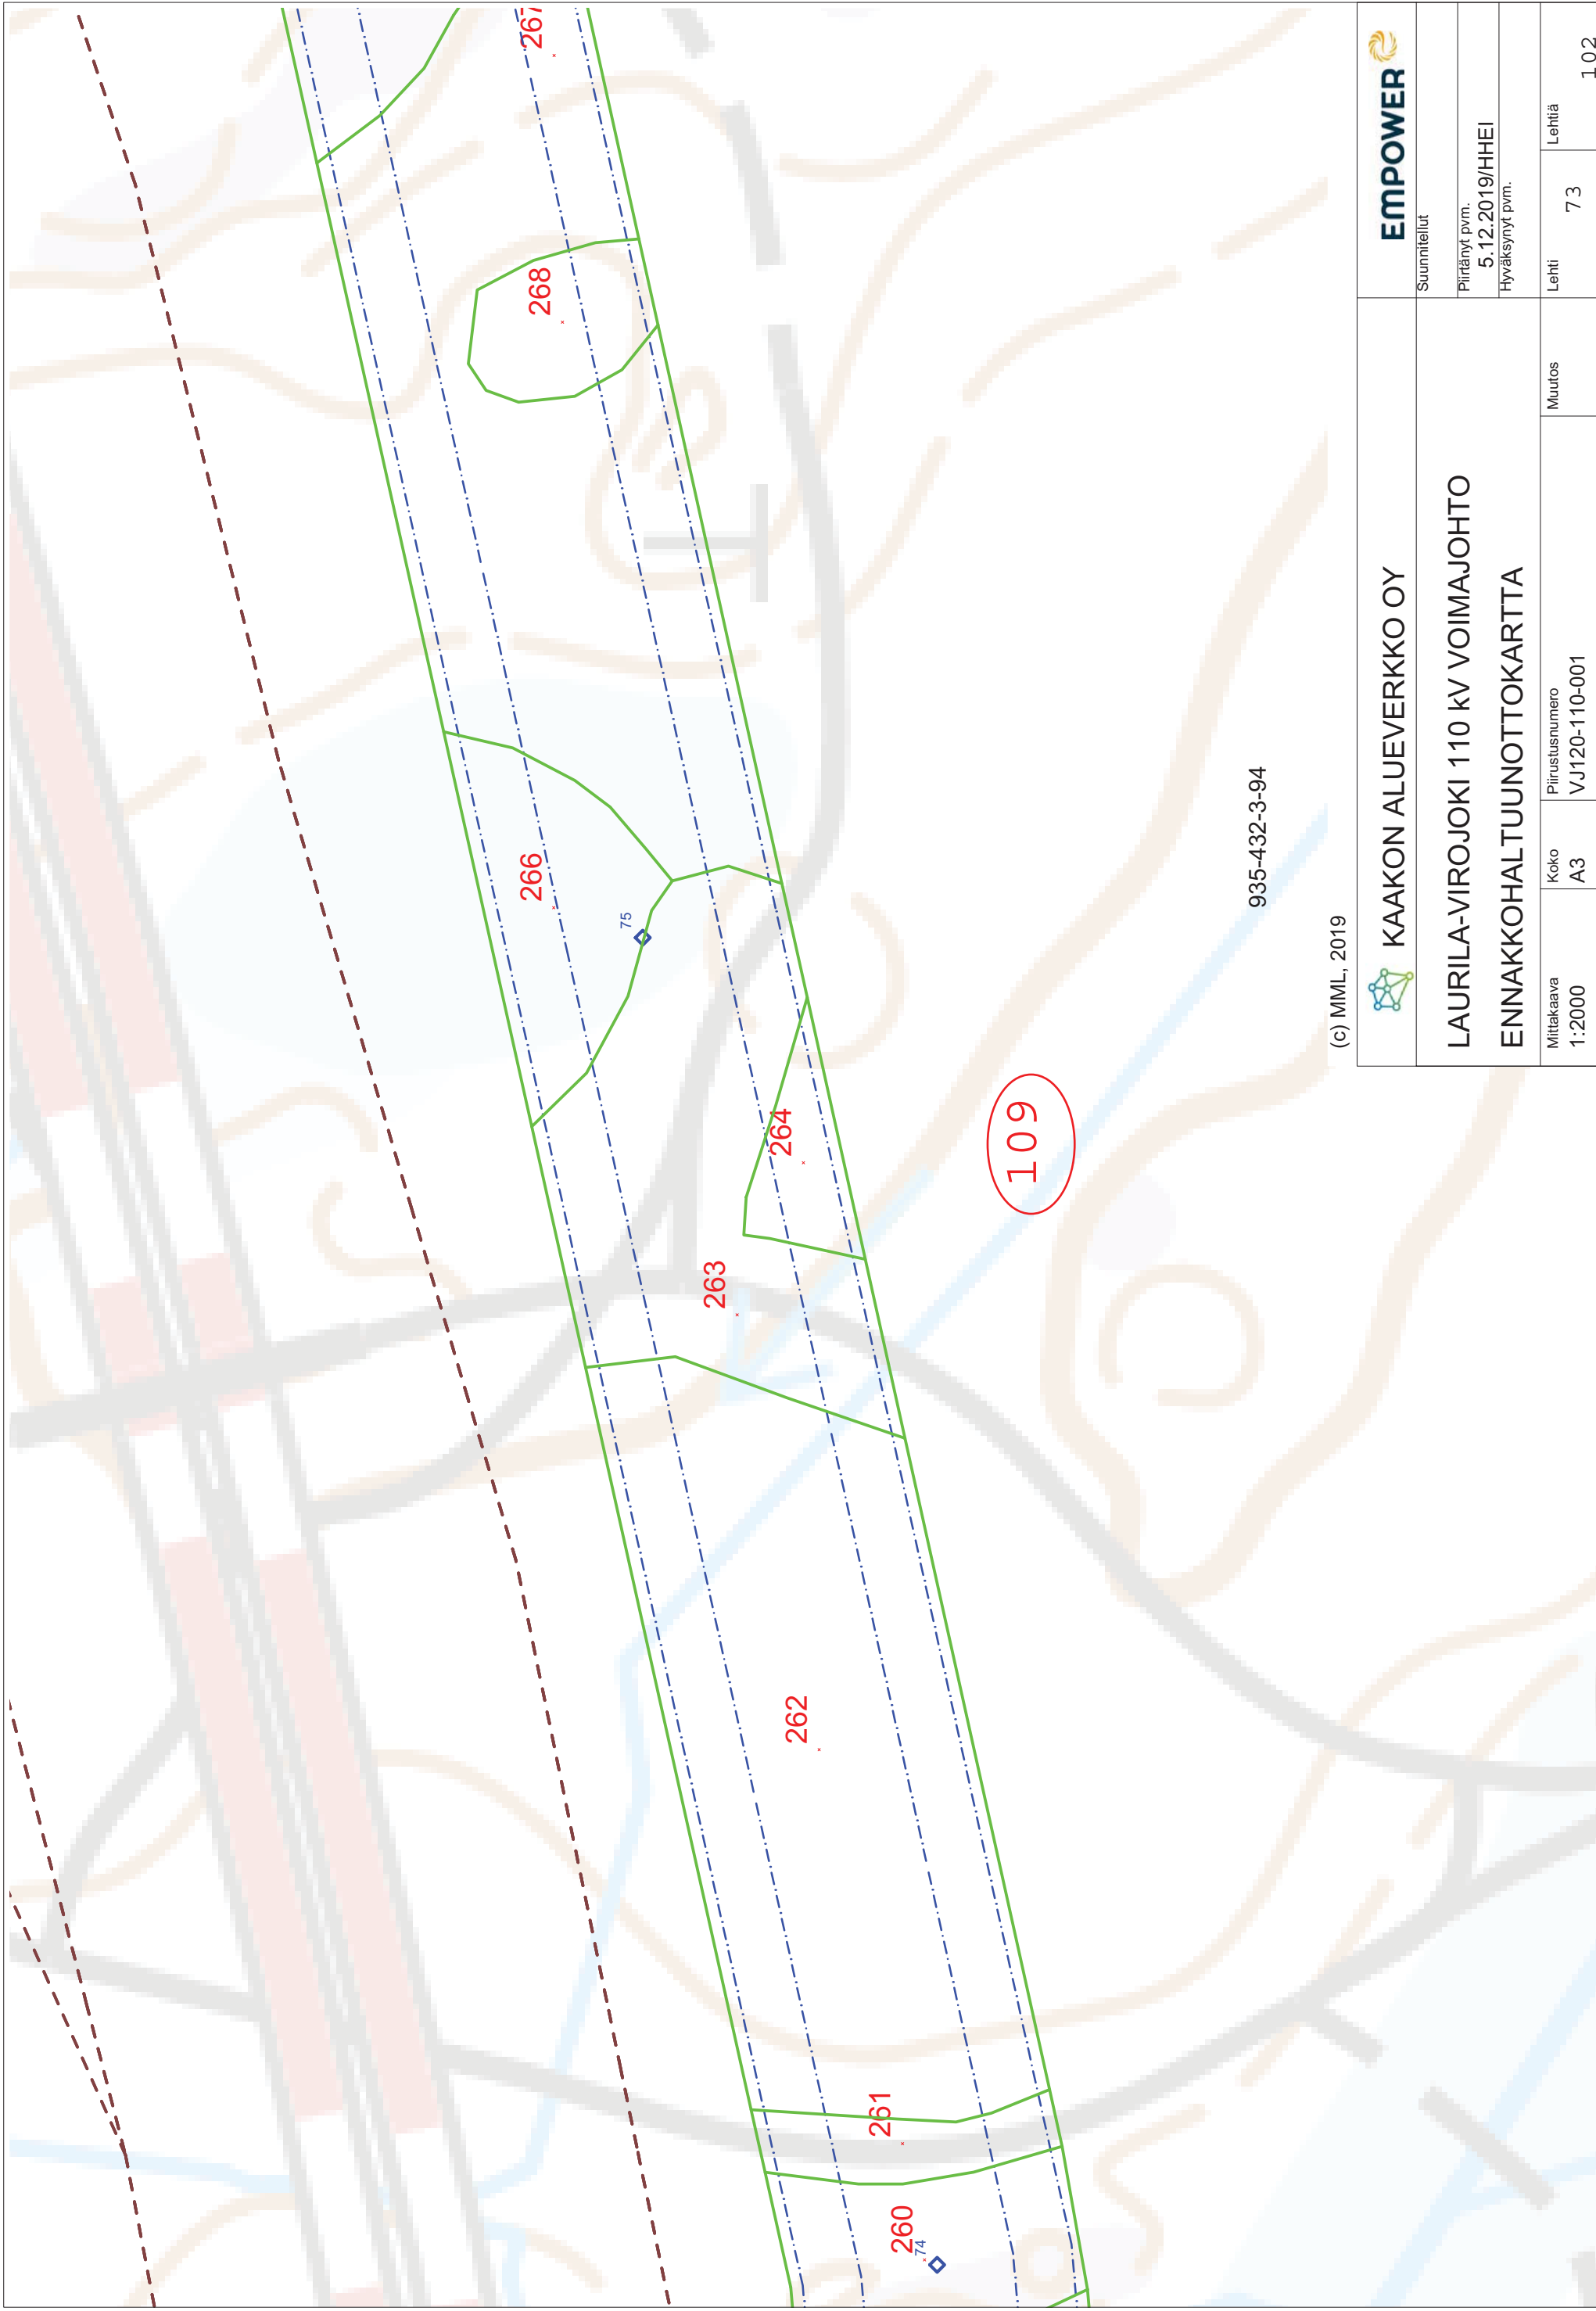 267
268
266
75
264
263
262
261
260
74
109
935-432-3-94
(c) MML, 2019
KAAKON ALUEVERKKO OY
EMPOWER
LAURILA-VIROJOKI 110 kV VOIMAJOHTO
ENNAKKOHALTUUNOTTOKARTTA
Suunnitellut
Piirtänyt pvm.
5.12.2019/HHEI
Hyväksynyt pvm.
Mittakaava
1:2000
Koko
A3
Piirustusnumero
VJ120-110-001
Muutos
Lehti
73
Lehtiä
102